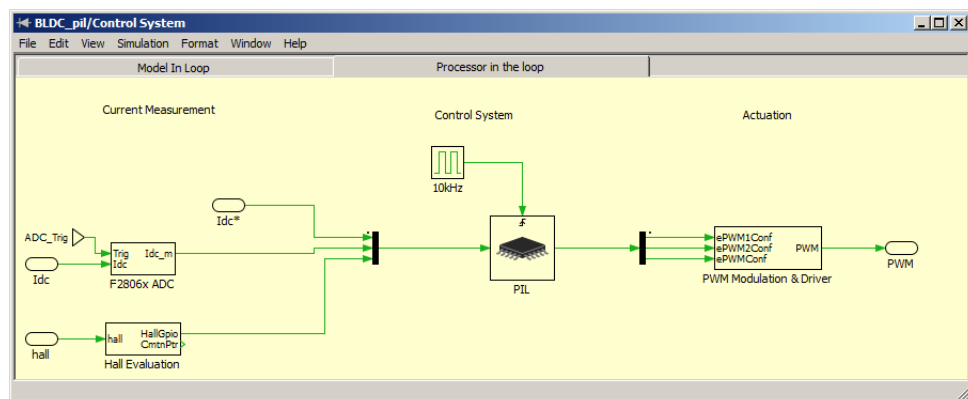 BLDC_pil/Control System
File Edit View Simulation Format Window Help
Model In Loop
Processor in the loop
Current Measurement
Control System
Actuation
10kHz
Idc*
ADC_Trig
Trig Idc_m
Idc
Idc
F2806x ADC
PIL
ePWM1Conf
ePWM2Conf
ePWMConf
PWM
PWM Modulation & Driver
PWM
hall
hall
HallGpio
CmtnPtr
Hall Evaluation